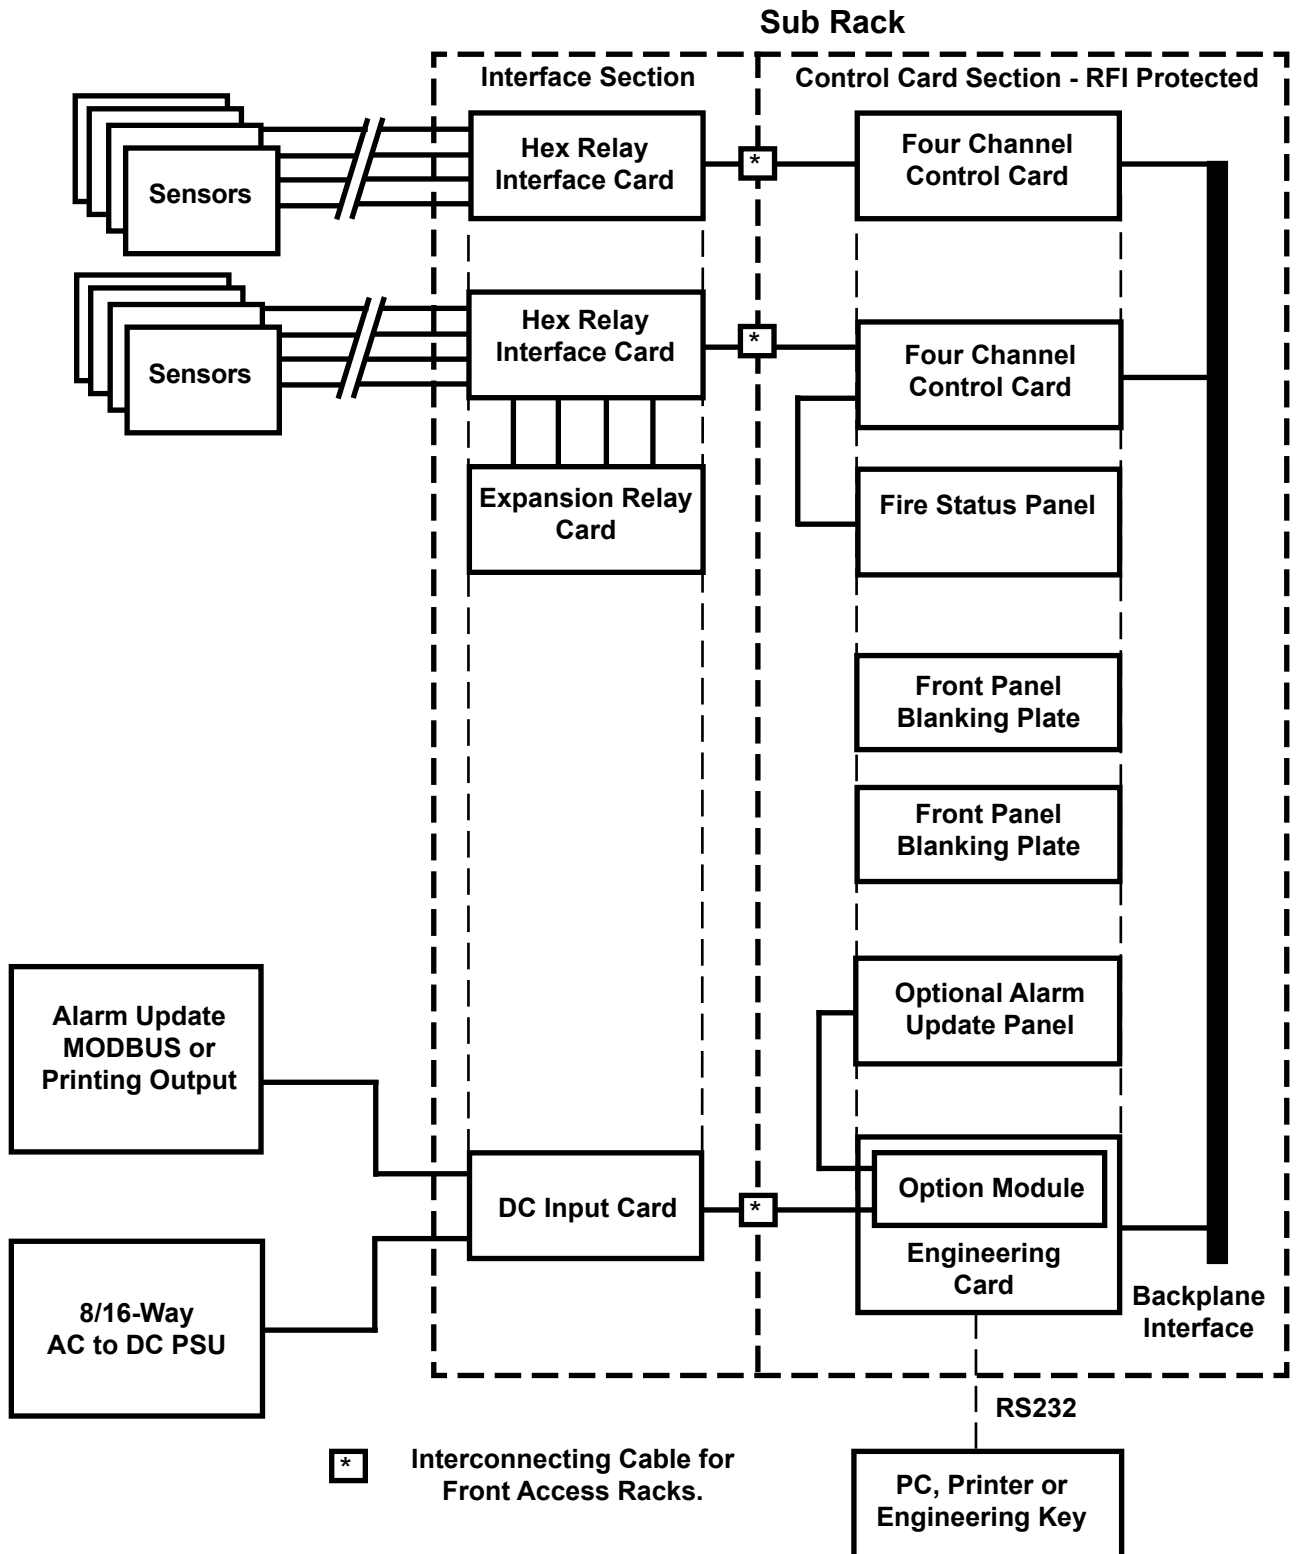 Sub Rack
Interface Section
Control Card Section - RFI Protected
Sensors
Hex Relay
Interface Card
*
Four Channel
Control Card
Sensors
Hex Relay
Interface Card
*
Four Channel
Control Card
Expansion Relay
Card
Fire Status Panel
Front Panel
Blanking Plate
Front Panel
Blanking Plate
Optional Alarm
Update Panel
Alarm Update
MODBUS or
Printing Output
DC Input Card
*
Option Module
Engineering
Card
8/16-Way
AC to DC PSU
Backplane
Interface
RS232
*
Interconnecting Cable for
Front Access Racks.
PC, Printer or
Engineering Key